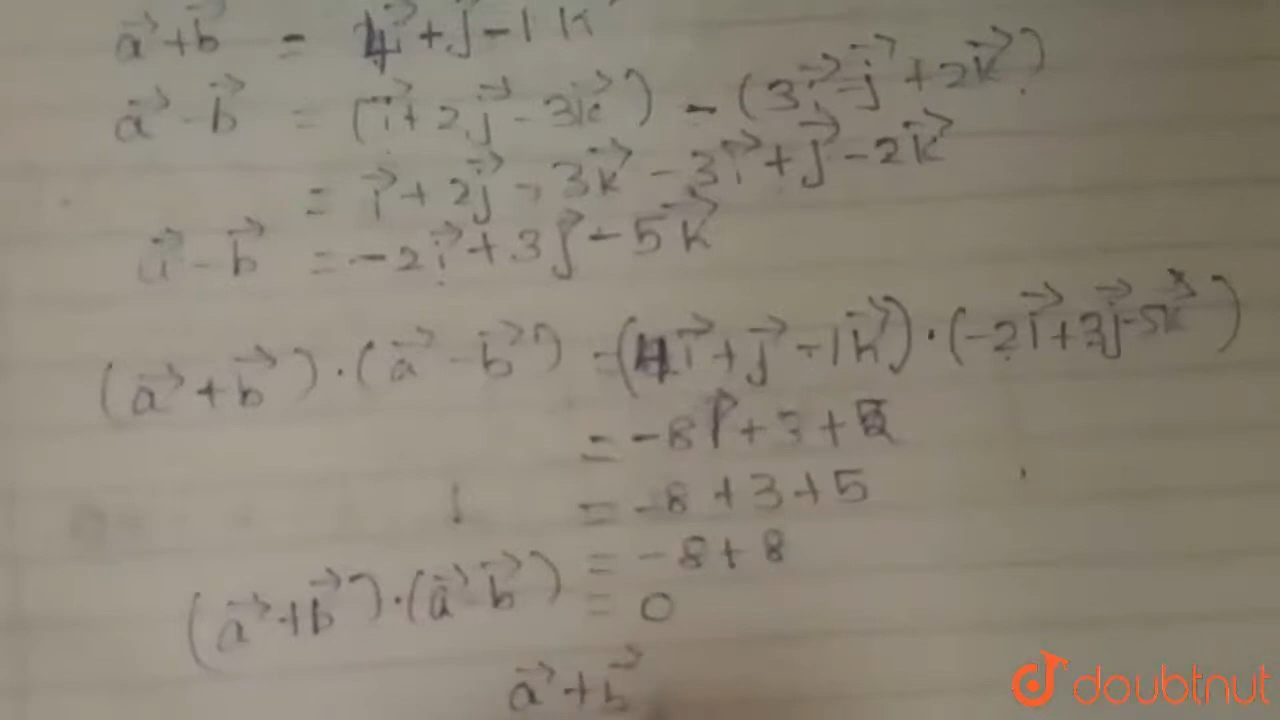 a⃗ + b⃗ = 4i⃗ + j⃗ - 1k⃗
a⃗ - b⃗ = (i⃗ + 2j⃗ - 3k⃗) - (3i⃗ - j⃗ + 2k⃗)
= i⃗ + 2j⃗ - 3k⃗ - 3i⃗ + j⃗ - 2k⃗
a⃗ - b⃗ = -2i⃗ + 3j⃗ - 5k⃗
(a⃗ + b⃗) · (a⃗ - b⃗) = (4i⃗ + j⃗ - 1k⃗) · (-2i⃗ + 3j⃗ - 5k⃗)
= -8 + 3 +
= -8 + 3 + 5
= -8 + 8
(a⃗ + b⃗) · (a⃗ - b⃗) = 0
a⃗ + b⃗
doubtnut